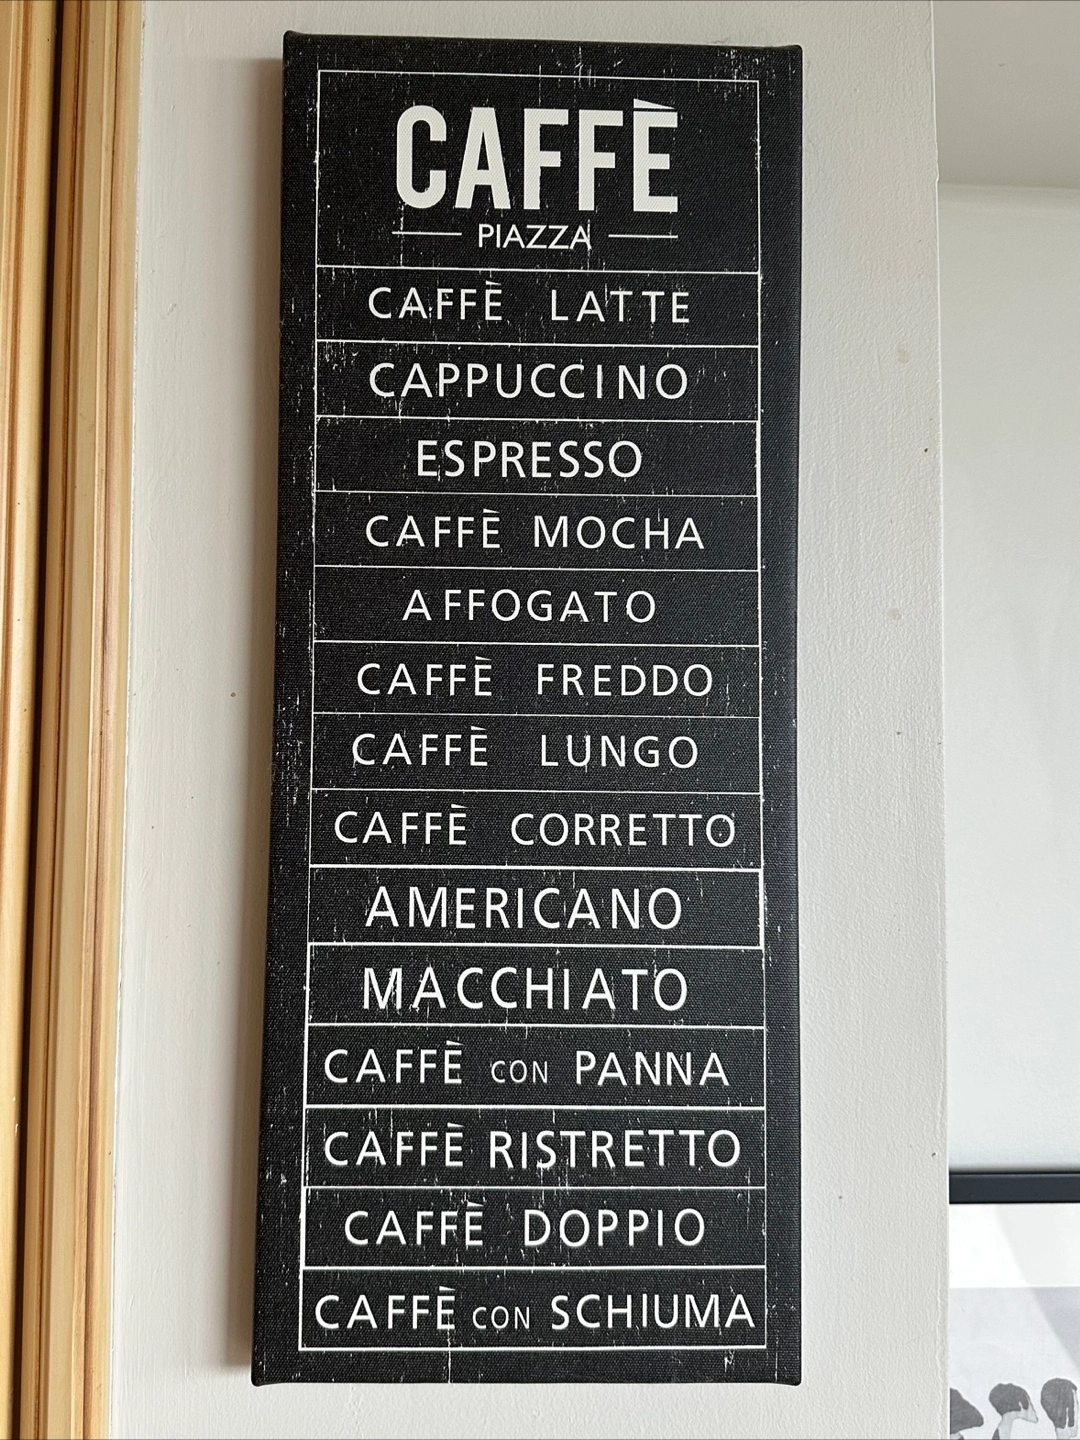 CAFFÈ
PIAZZA
CAFFÈ LATTE
CAPPUCCINO
ESPRESSO
CAFFÈ MOCHA
AFFOGATO
CAFFÈ FREDDO
CAFFÈ LUNGO
CAFFÈ CORRETTO
AMERICANO
MACCHIATO
CAFFÈ CON PANNA
CAFFÈ RISTRETTO
CAFFÈ DOPPIO
CAFFÈ CON SCHIUMA